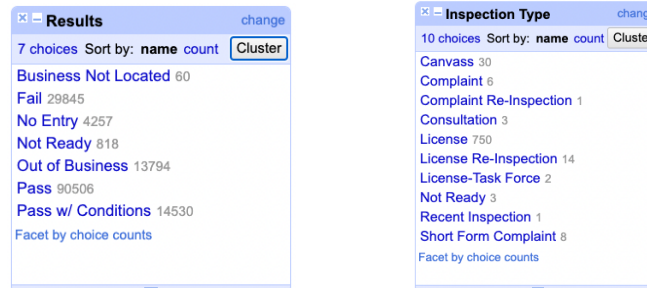 Results change
7 choices Sort by: name count Cluster
Business Not Located 60
Fail 29845
No Entry 4257
Not Ready 818
Out of Business 13794
Pass 90506
Pass w/ Conditions 14530
Facet by choice counts
Inspection Type chang
10 choices Sort by: name count Cluste
Canvass 30
Complaint 6
Complaint Re-Inspection 1
Consultation 3
License 750
License Re-Inspection 14
License-Task Force 2
Not Ready 3
Recent Inspection 1
Short Form Complaint 8
Facet by choice counts